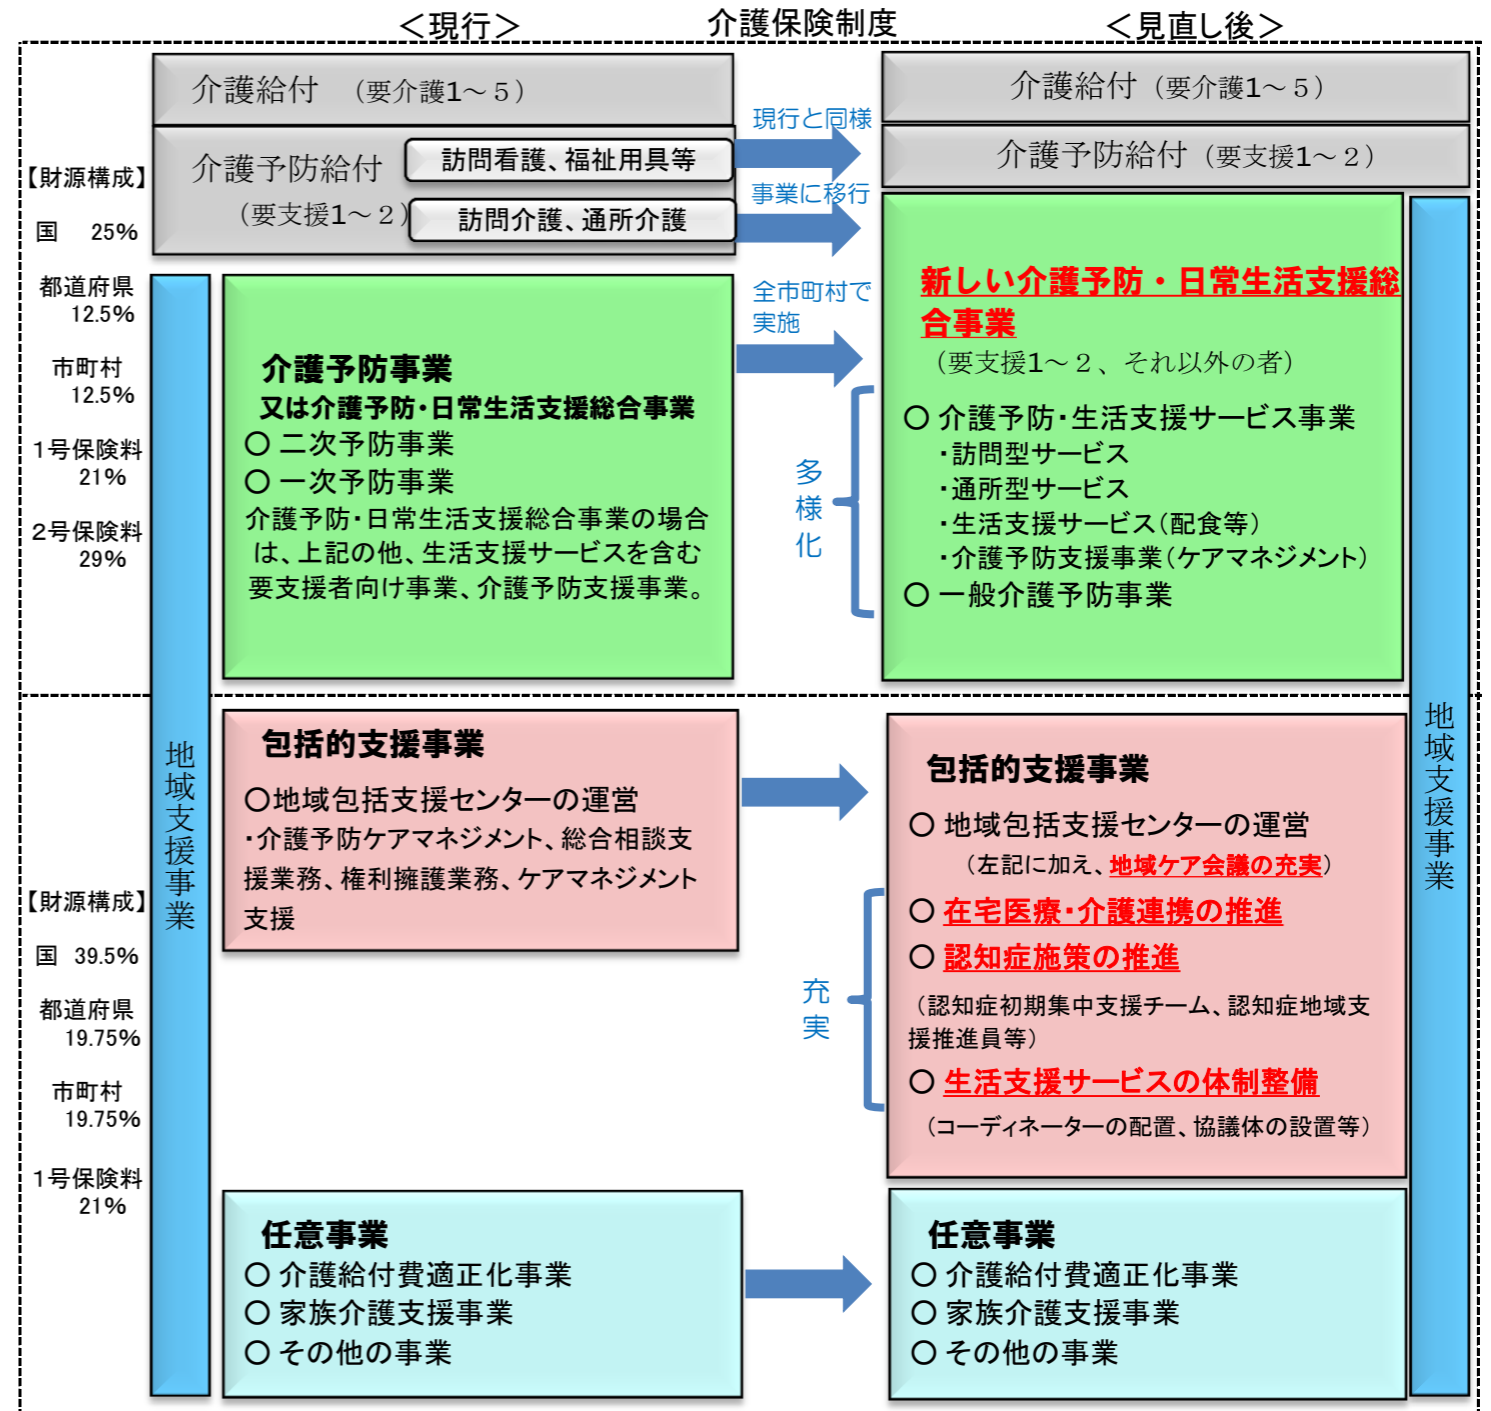 ＜現行＞
介護保険制度
＜見直し後＞
【財源構成】
国 25%
都道府県
12.5%
市町村
12.5%
1号保険料
21%
2号保険料
29%
【財源構成】
国 39.5%
都道府県
19.75%
市町村
19.75%
1号保険料
21%
介護給付 （要介護1～５）
介護予防給付
（要支援1～２）
訪問看護、福祉用具等
訪問介護、通所介護
地域支援事業
介護予防事業
又は介護予防・日常生活支援総合事業
○ 二次予防事業
○ 一次予防事業
介護予防・日常生活支援総合事業の場合
は、上記の他、生活支援サービスを含む
要支援者向け事業、介護予防支援事業。
包括的支援事業
○地域包括支援センターの運営
・介護予防ケアマネジメント、総合相談支
援業務、権利擁護業務、ケアマネジメント
支援
任意事業
○ 介護給付費適正化事業
○ 家族介護支援事業
○ その他の事業
現行と同様
事業に移行
全市町村で
実施
多様化
充実
介護給付（要介護1～５）
介護予防給付（要支援1～２）
新しい介護予防・日常生活支援総
合事業
（要支援1～２、それ以外の者）
○ 介護予防・生活支援サービス事業
・訪問型サービス
・通所型サービス
・生活支援サービス（配食等）
・介護予防支援事業（ケアマネジメント）
○ 一般介護予防事業
包括的支援事業
○ 地域包括支援センターの運営
（左記に加え、地域ケア会議の充実）
○ 在宅医療・介護連携の推進
○ 認知症施策の推進
（認知症初期集中支援チーム、認知症地域支
援推進員等）
○ 生活支援サービスの体制整備
（コーディネーターの配置、協議体の設置等）
任意事業
○ 介護給付費適正化事業
○ 家族介護支援事業
○ その他の事業
地域支援事業